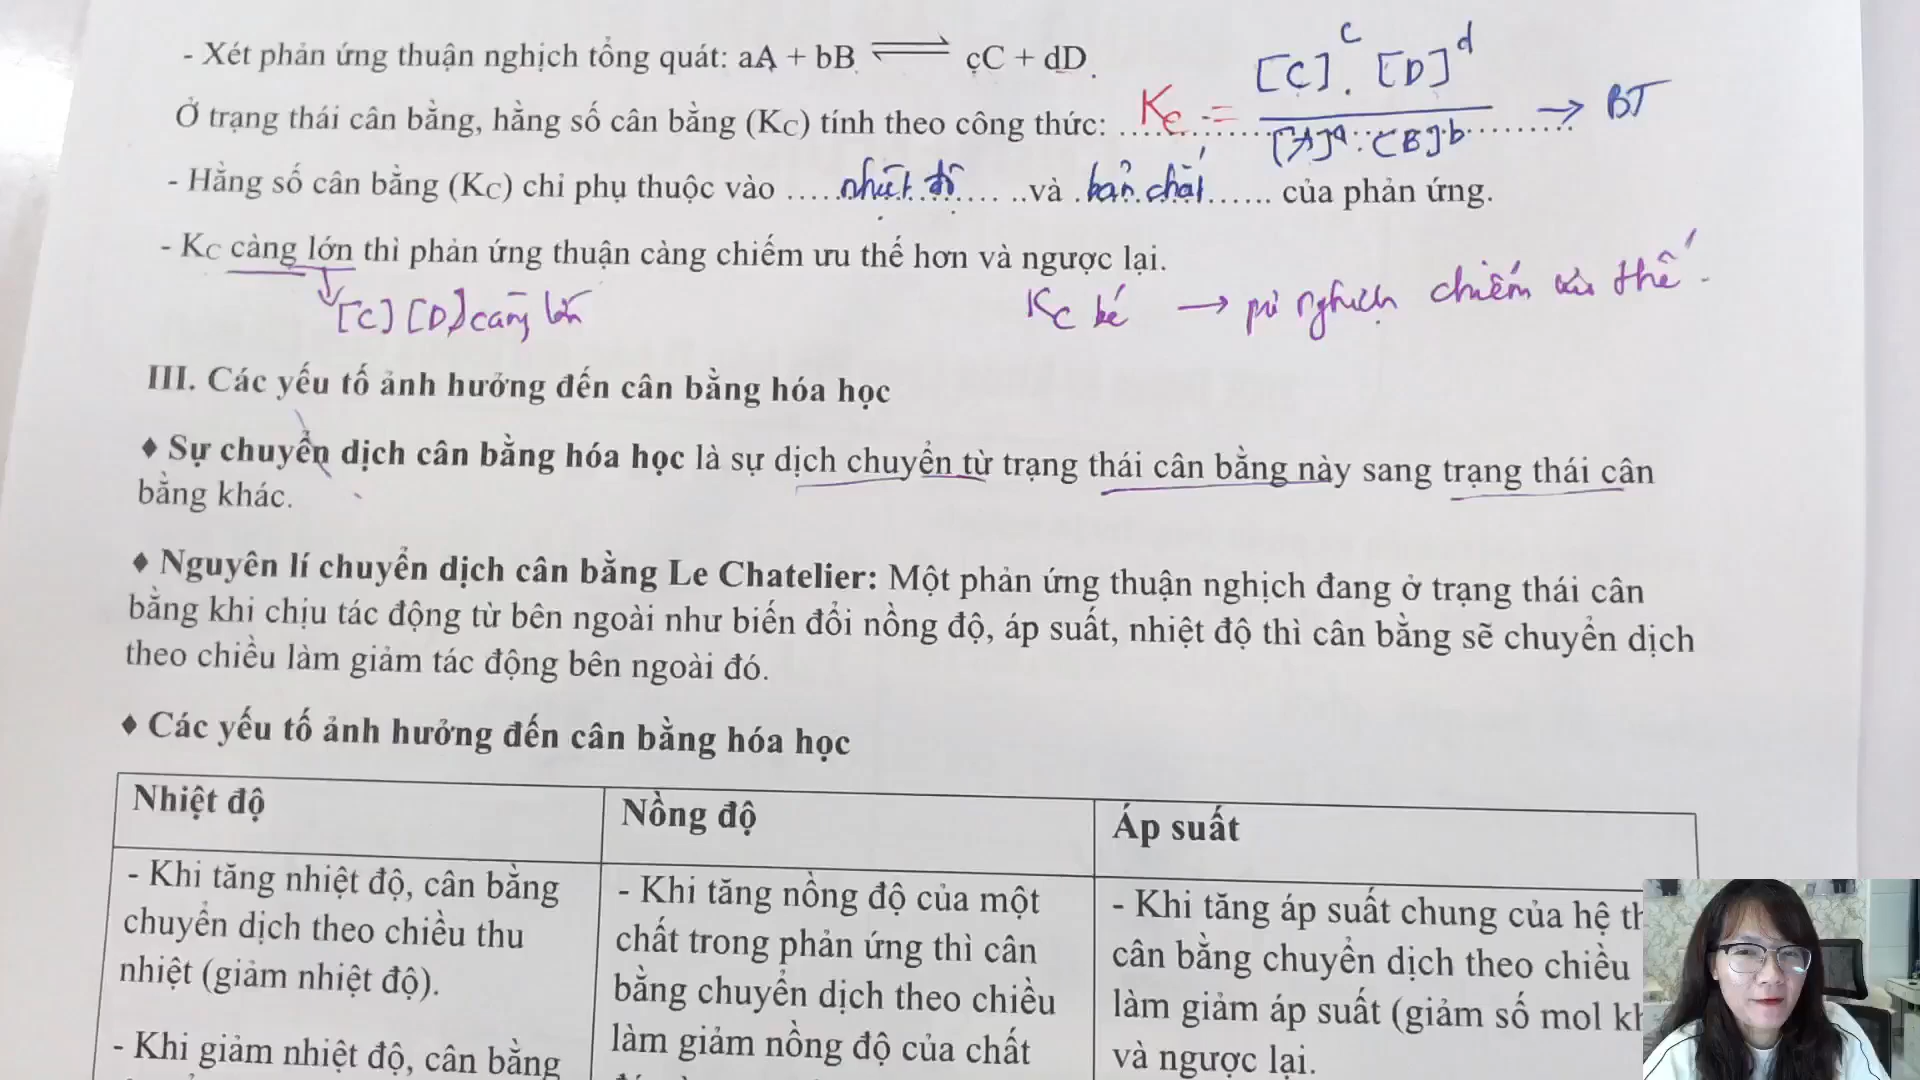 - Xét phản ứng thuận nghịch tổng quát: aA + bB ⇌ cC + dD
Ở trạng thái cân bằng, hằng số cân bằng (KC) tính theo công thức: Kc = [C]^c . [D]^d / [A]^a . [B]^b → BT
- Hằng số cân bằng (KC) chỉ phụ thuộc vào ..... nhiệt độ ..... và . bản chất ...... của phản ứng.
- KC càng lớn thì phản ứng thuận càng chiếm ưu thế hơn và ngược lại.
[C] [D] càng lớn
Kc bé → pư nghịch chiếm ưu thế.
III. Các yếu tố ảnh hưởng đến cân bằng hóa học
♦ Sự chuyển dịch cân bằng hóa học là sự dịch chuyển từ trạng thái cân bằng này sang trạng thái cân
bằng khác.
♦ Nguyên lí chuyển dịch cân bằng Le Chatelier: Một phản ứng thuận nghịch đang ở trạng thái cân
bằng khi chịu tác động từ bên ngoài như biến đổi nồng độ, áp suất, nhiệt độ thì cân bằng sẽ chuyển dịch
theo chiều làm giảm tác động bên ngoài đó.
♦ Các yếu tố ảnh hưởng đến cân bằng hóa học
Nhiệt độ
- Khi tăng nhiệt độ, cân bằng
chuyển dịch theo chiều thu
nhiệt (giảm nhiệt độ).
- Khi giảm nhiệt độ, cân bằng
Nồng độ
- Khi tăng nồng độ của một
chất trong phản ứng thì cân
bằng chuyển dịch theo chiều
làm giảm nồng độ của chất
Áp suất
- Khi tăng áp suất chung của hệ th
cân bằng chuyển dịch theo chiều
làm giảm áp suất (giảm số mol kh
và ngược lại.